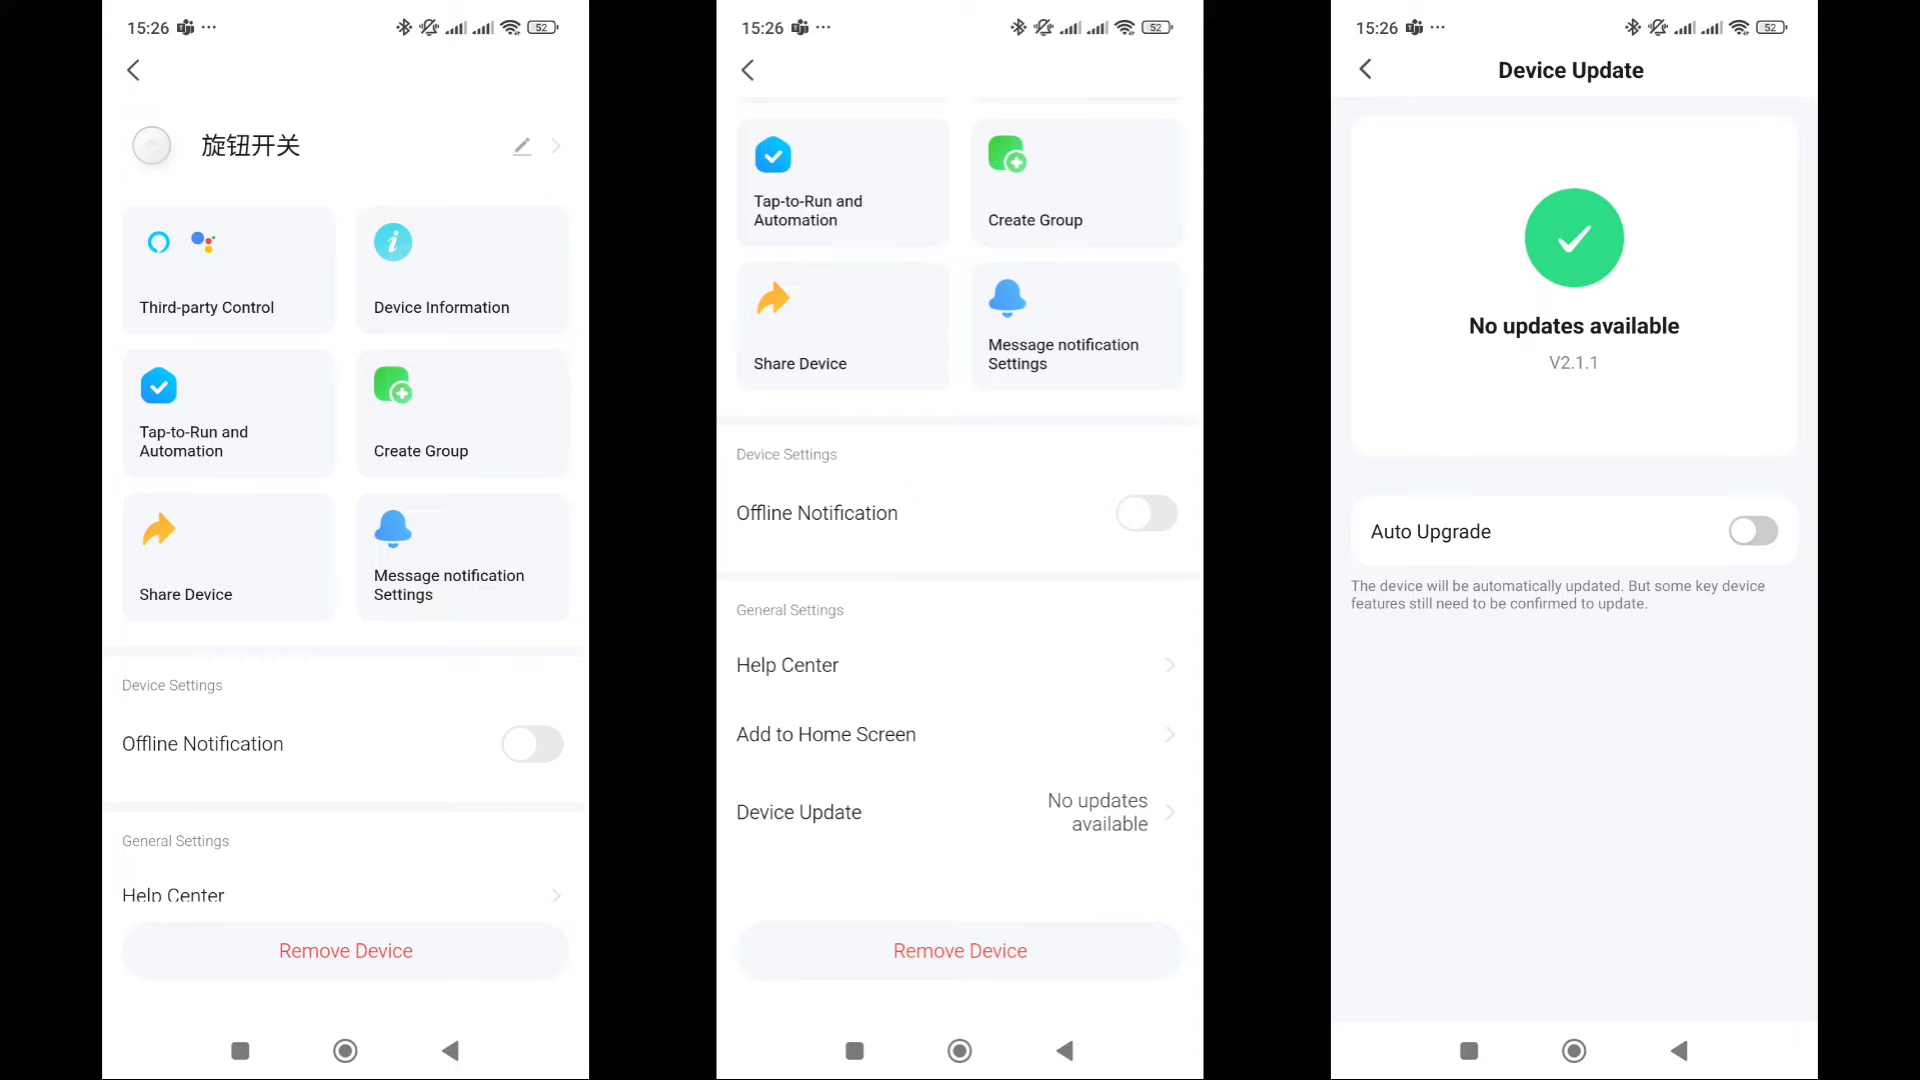 15:26 ···
52
旋钮开关
Third-party Control
Device Information
Tap-to-Run and
Automation
Create Group
Share Device
Message notification
Settings
Device Settings
Offline Notification
General Settings
Help Center
Remove Device
15:26 ···
52
Tap-to-Run and
Automation
Create Group
Share Device
Message notification
Settings
Device Settings
Offline Notification
General Settings
Help Center
Add to Home Screen
Device Update
No updates
available
Remove Device
15:26 ···
52
Device Update
No updates available
V2.1.1
Auto Upgrade
The device will be automatically updated. But some key device
features still need to be confirmed to update.